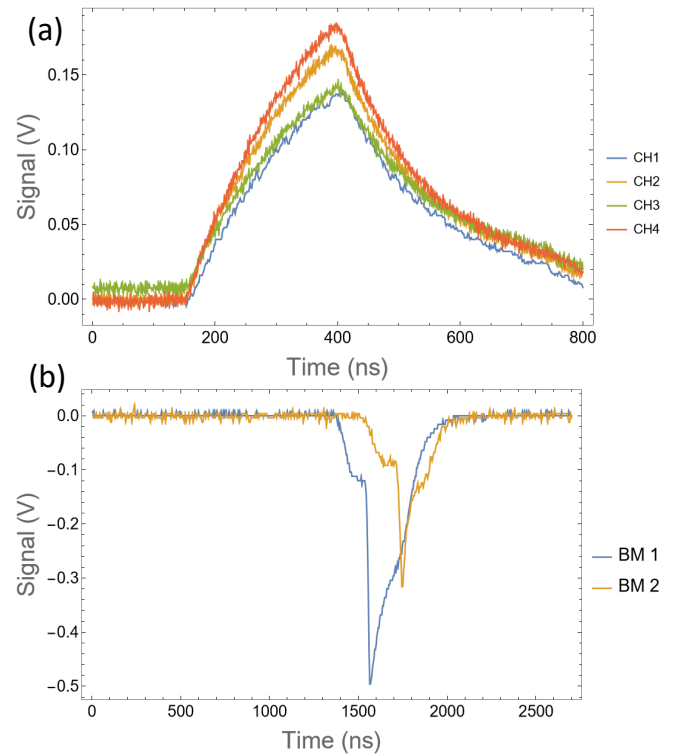 (a)
Signal (V)
0.15
0.10
0.05
0.00
0 200 400 600 800
Time (ns)
CH1
CH2
CH3
CH4
(b)
Signal (V)
0.0
−0.1
−0.2
−0.3
−0.4
−0.5
0 500 1000 1500 2000 2500
Time (ns)
BM 1
BM 2